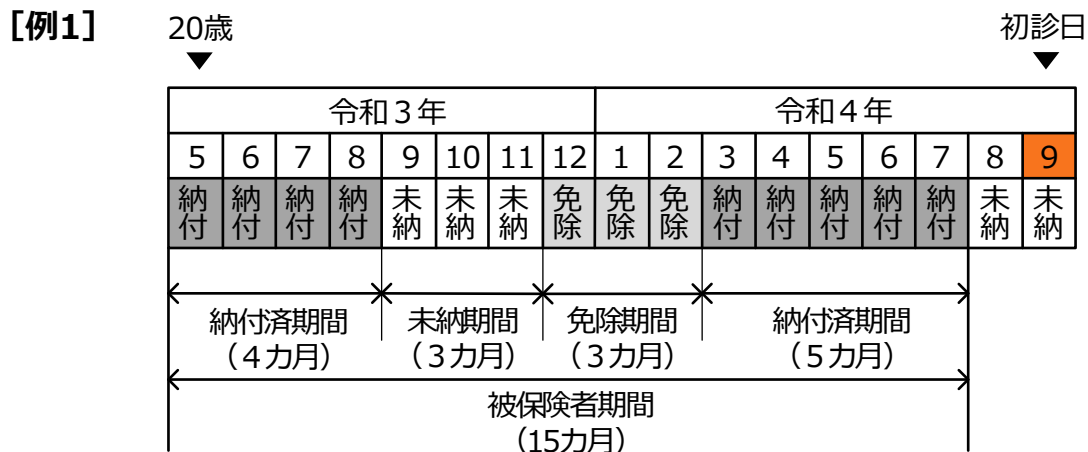 [例1]
20歳
初診日
令和3年
令和4年
5 6 7 8 9 10 11 12 1 2 3 4 5 6 7 8 9
納付 納付 納付 納付 未納 未納 未納 免除 免除 免除 納付 納付 納付 納付 納付 未納 未納
納付済期間 未納期間 免除期間 納付済期間
(4カ月) (3カ月) (3カ月) (5カ月)
被保険者期間
(15カ月)